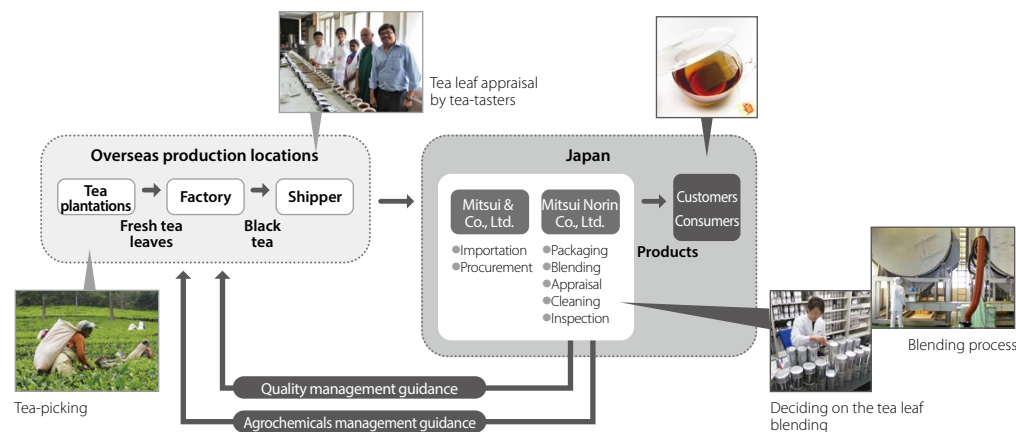 Tea leaf appraisal
by tea-tasters
Overseas production locations
Tea
plantations
Factory
Shipper
Fresh tea
leaves
Black
tea
Japan
Mitsui &
Co., Ltd.
●Importation
●Procurement
Mitsui Norin
Co., Ltd.
●Packaging
●Blending
●Appraisal
●Cleaning
●Inspection
Products
Customers
Consumers
Quality management guidance
Agrochemicals management guidance
Tea-picking
Blending process
Deciding on the tea leaf
blending